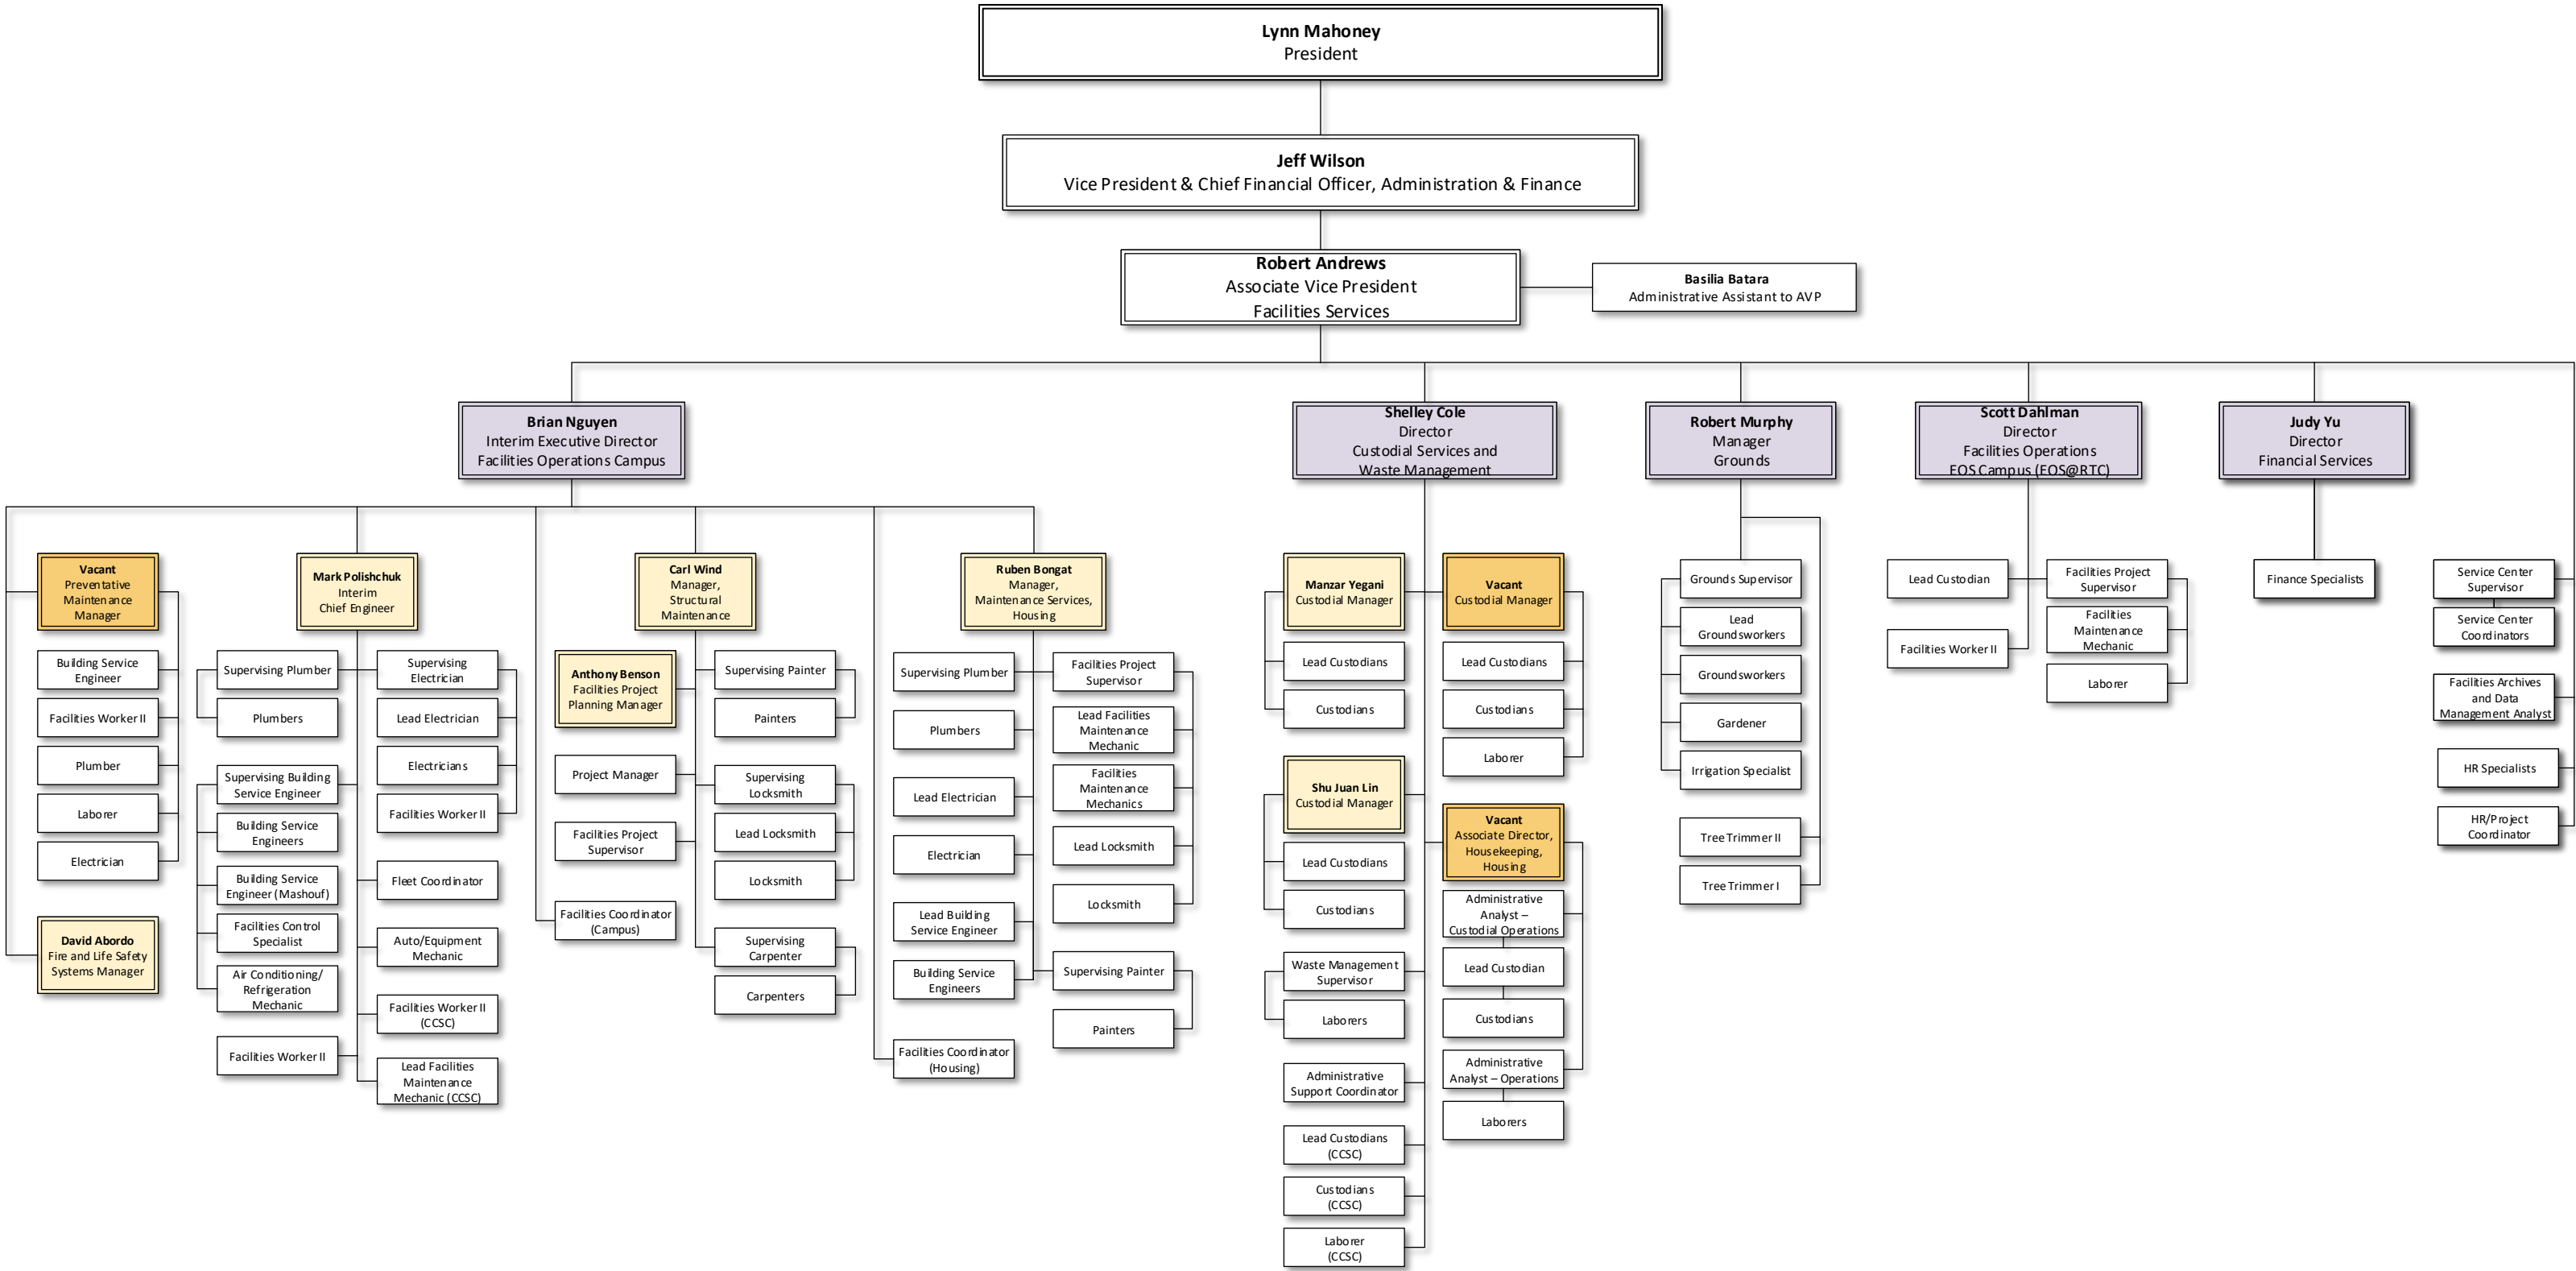 Lynn Mahoney
President
Jeff Wilson
Vice President & Chief Financial Officer, Administration & Finance
Robert Andrews
Associate Vice President
Facilities Services
Basilia Batara
Administrative Assistant to AVP
Brian Nguyen
Interim Executive Director
Facilities Operations Campus
Shelley Cole
Director
Custodial Services and
Waste Management
Robert Murphy
Manager
Grounds
Scott Dahlman
Director
Facilities Operations
EOS Campus (EOS@RTC)
Judy Yu
Director
Financial Services
Vacant
Preventative
Maintenance
Manager
Building Service
Engineer
Facilities Worker II
Plumber
Laborer
Electrician
David Abordo
Fire and Life Safety
Systems Manager
Mark Polishchuk
Interim
Chief Engineer
Supervising Plumber
Plumbers
Supervising Building
Service Engineer
Building Service
Engineers
Building Service
Engineer (Mashouf)
Facilities Control
Specialist
Air Conditioning/
Refrigeration
Mechanic
Facilities Worker II
Supervising
Electrician
Lead Electrician
Electricians
Facilities Worker II
Fleet Coordinator
Auto/Equipment
Mechanic
Facilities Worker II
(CCSC)
Lead Facilities
Maintenance
Mechanic (CCSC)
Carl Wind
Manager,
Structural
Maintenance
Anthony Benson
Facilities Project
Planning Manager
Project Manager
Facilities Project
Supervisor
Facilities Coordinator
(Campus)
Supervising Painter
Painters
Supervising
Locksmith
Lead Locksmith
Locksmith
Supervising
Carpenter
Carpenters
Ruben Bongat
Manager,
Maintenance Services,
Housing
Supervising Plumber
Plumbers
Lead Electrician
Electrician
Lead Building
Service Engineer
Building Service
Engineers
Facilities Coordinator
(Housing)
Facilities Project
Supervisor
Lead Facilities
Maintenance
Mechanic
Facilities
Maintenance
Mechanics
Lead Locksmith
Locksmith
Supervising Painter
Painters
Manzar Yegani
Custodial Manager
Lead Custodians
Custodians
Shu Juan Lin
Custodial Manager
Lead Custodians
Custodians
Waste Management
Supervisor
Laborers
Administrative
Support Coordinator
Lead Custodians
(CCSC)
Custodians
(CCSC)
Laborer
(CCSC)
Vacant
Custodial Manager
Lead Custodians
Custodians
Laborer
Vacant
Associate Director,
Housekeeping,
Housing
Administrative
Analyst –
Custodial Operations
Lead Custodian
Custodians
Administrative
Analyst – Operations
Laborers
Grounds Supervisor
Lead
Groundsworkers
Groundsworkers
Gardener
Irrigation Specialist
Tree Trimmer II
Tree Trimmer I
Lead Custodian
Facilities Worker II
Facilities Project
Supervisor
Facilities
Maintenance
Mechanic
Laborer
Finance Specialists
Service Center
Supervisor
Service Center
Coordinators
Facilities Archives
and Data
Management Analyst
HR Specialists
HR/Project
Coordinator